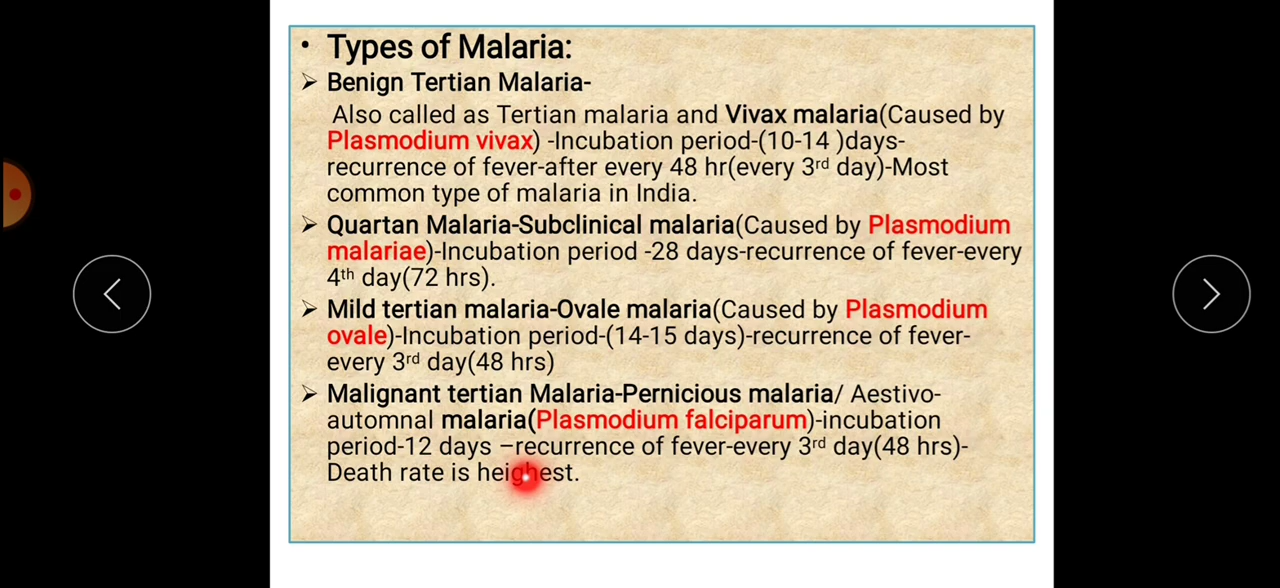 • Types of Malaria:
➢ Benign Tertian Malaria-
Also called as Tertian malaria and Vivax malaria(Caused by
Plasmodium vivax) -Incubation period-(10-14 )days-
recurrence of fever-after every 48 hr(every 3rd day)-Most
common type of malaria in India.
➢ Quartan Malaria-Subclinical malaria(Caused by Plasmodium
malariae)-Incubation period -28 days-recurrence of fever-every
4th day(72 hrs).
➢ Mild tertian malaria-Ovale malaria(Caused by Plasmodium
ovale)-Incubation period-(14-15 days)-recurrence of fever-
every 3rd day(48 hrs)
➢ Malignant tertian Malaria-Pernicious malaria/ Aestivo-
automnal malaria(Plasmodium falciparum)-incubation
period-12 days –recurrence of fever-every 3rd day(48 hrs)-
Death rate is heighest.